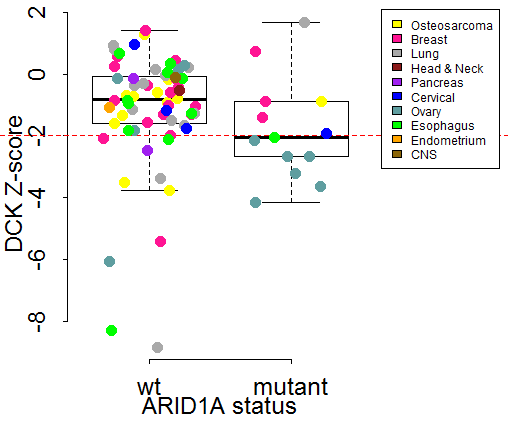 2
0
-2
-4
-6
-8
DCK Z-score
wt
mutant
ARID1A status
Osteosarcoma
Breast
Lung
Head & Neck
Pancreas
Cervical
Ovary
Esophagus
Endometrium
CNS